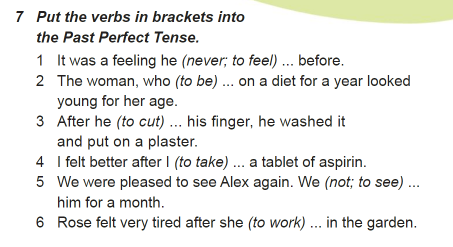 7 Put the verbs in brackets into
the Past Perfect Tense.
1 It was a feeling he (never; to feel) ... before.
2 The woman, who (to be) ... on a diet for a year looked
young for her age.
3 After he (to cut) ... his finger, he washed it
and put on a plaster.
4 I felt better after I (to take) ... a tablet of aspirin.
5 We were pleased to see Alex again. We (not; to see) ...
him for a month.
6 Rose felt very tired after she (to work) ... in the garden.